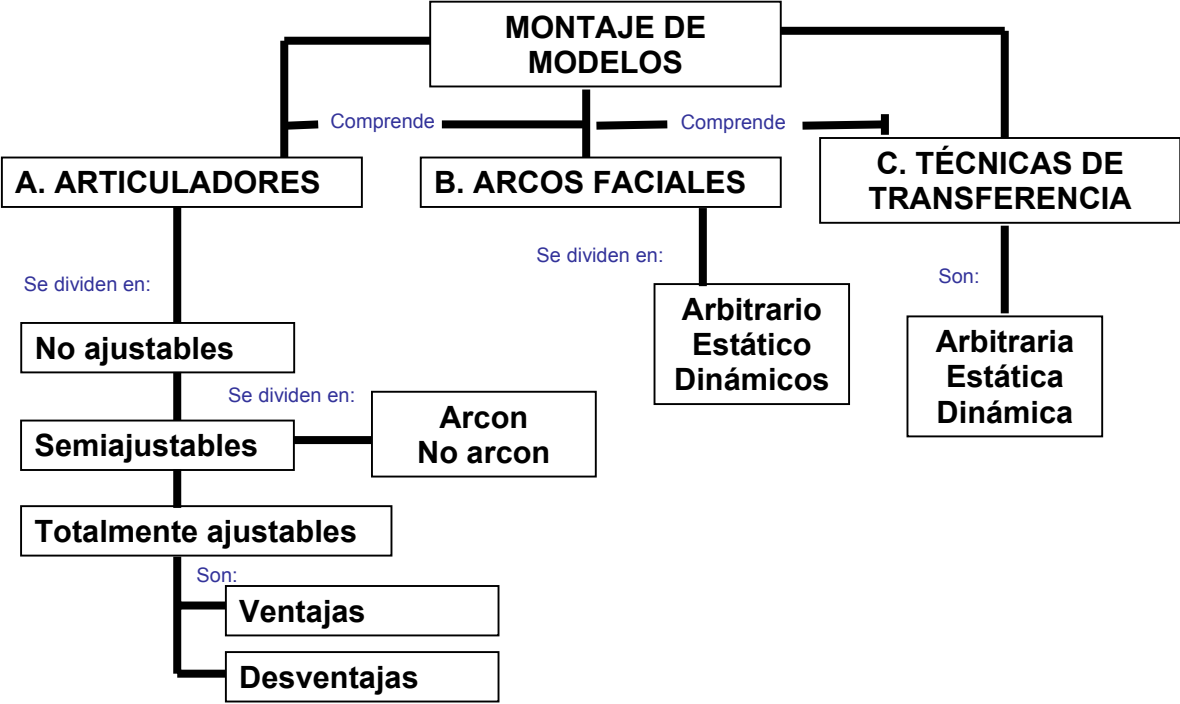 MONTAJE DE
MODELOS
Comprende
Comprende
A. ARTICULADORES
B. ARCOS FACIALES
C. TÉCNICAS DE
TRANSFERENCIA
Se dividen en:
No ajustables
Se dividen en:
Semiajustables
Arcon
No arcon
Totalmente ajustables
Son:
Ventajas
Desventajas
Se dividen en:
Arbitrario
Estático
Dinámicos
Son:
Arbitraria
Estática
Dinámica